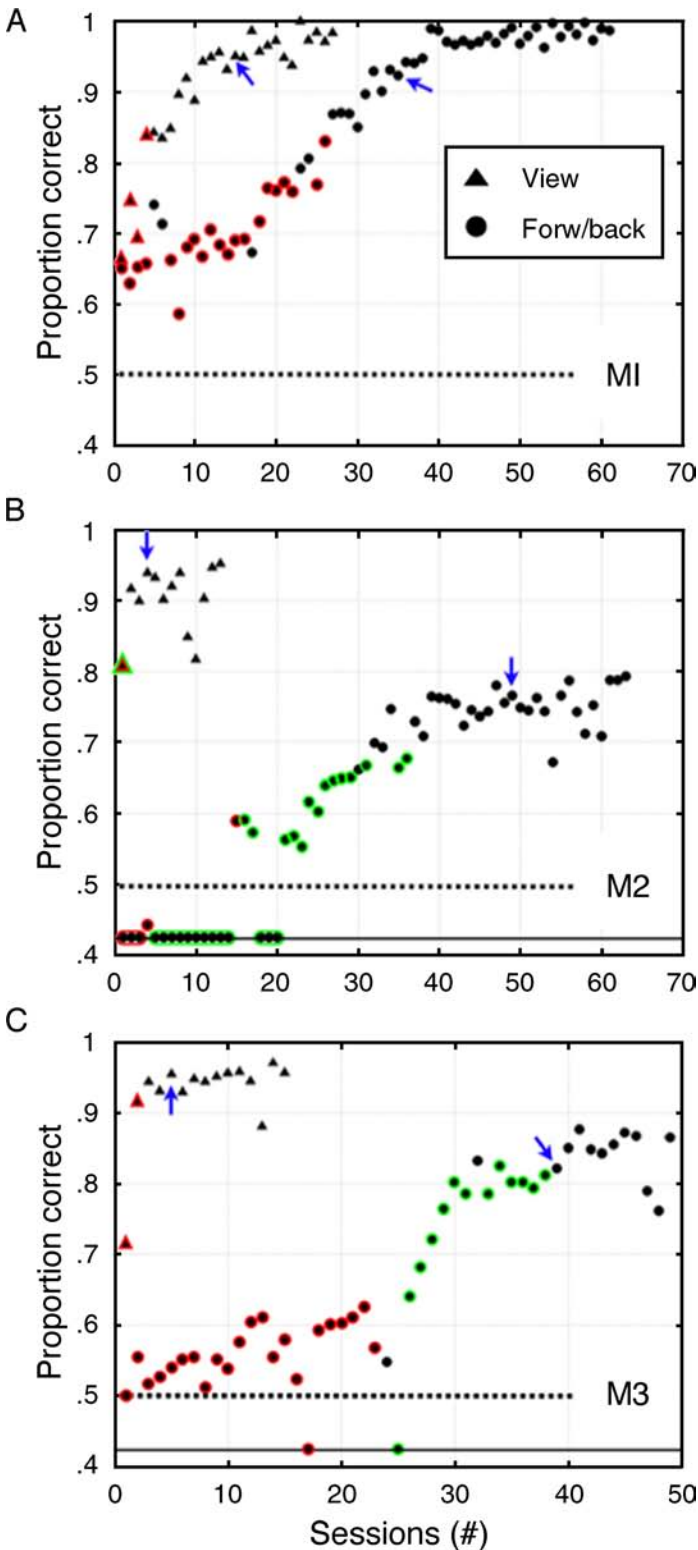 A
Proportion correct
1
.9
.8
.7
.6
.5
.4
View
Forw/back
MI
0 10 20 30 40 50 60 70
B
Proportion correct
1
.9
.8
.7
.6
.5
.4
M2
0 10 20 30 40 50 60 70
C
Proportion correct
1
.9
.8
.7
.6
.5
.4
M3
0 10 20 30 40 50
Sessions (#)